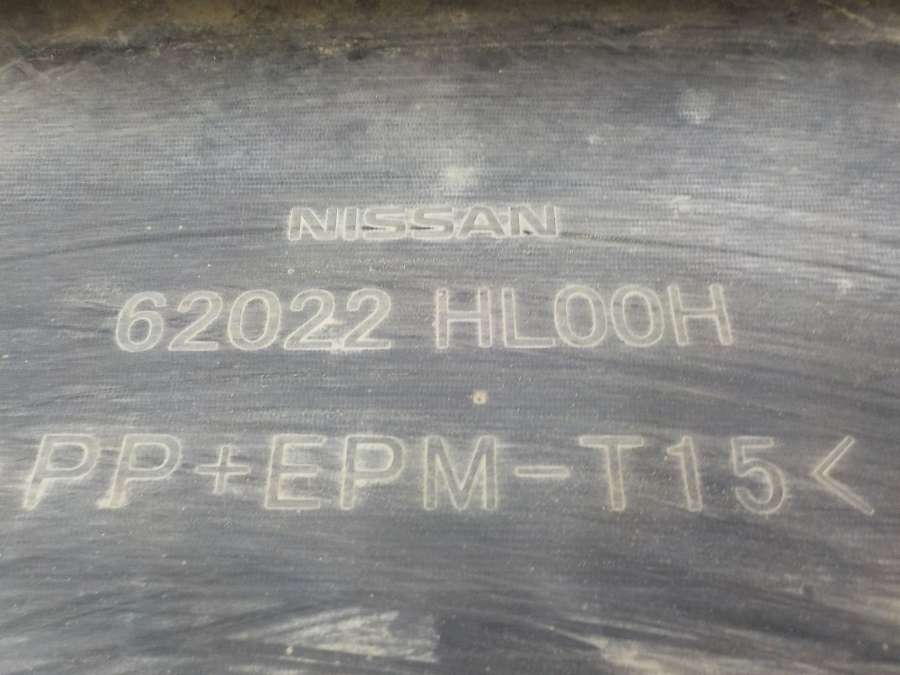 NISSAN
62022 HL00H
PP+EPM-T15<